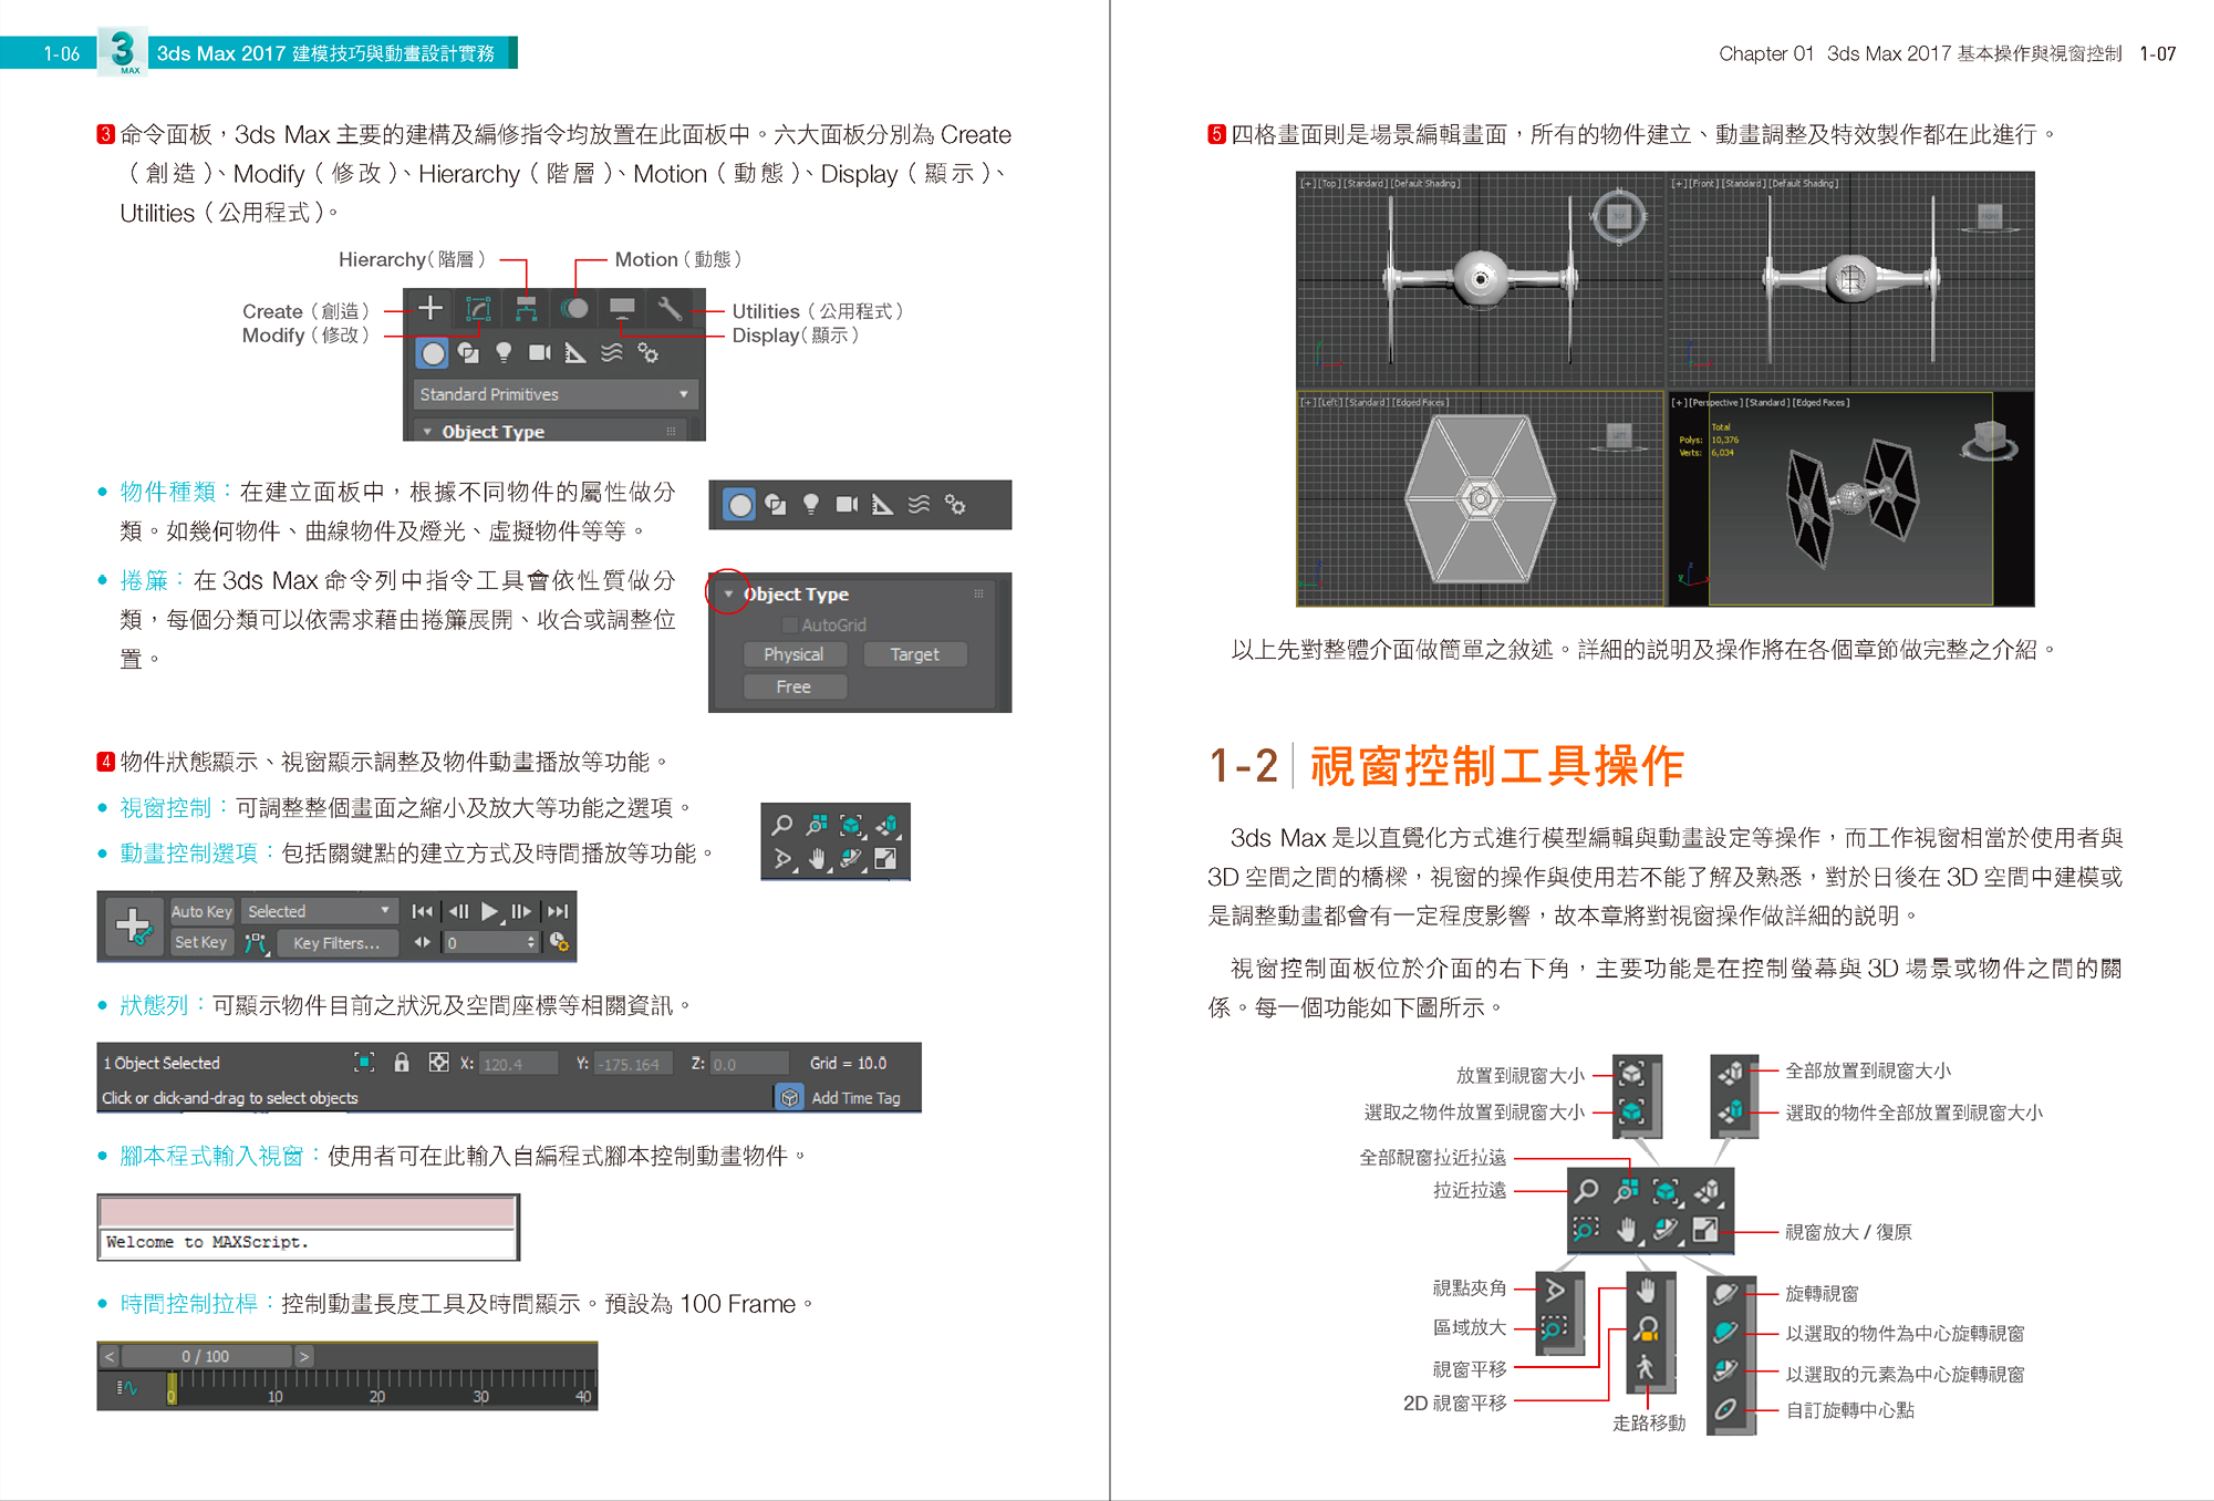 1-06
3
MAX
3ds Max 2017 建模技巧與動畫設計實務
3 命令面板，3ds Max 主要的建構及編修指令均放置在此面板中。六大面板分別為 Create
（創造）、Modify（修改）、Hierarchy（階層）、Motion（動態）、Display（顯示）、
Utilities（公用程式）。
Hierarchy（階層）
Motion（動態）
Create（創造）
Modify（修改）
Utilities（公用程式）
Display（顯示）
Standard Primitives
Object Type
• 物件種類：在建立面板中，根據不同物件的屬性做分
類。如幾何物件、曲線物件及燈光、虛擬物件等等。
• 捲簾：在 3ds Max 命令列中指令工具會依性質做分
類，每個分類可以依需求藉由捲簾展開、收合或調整位
置。
Object Type
AutoGrid
Physical
Target
Free
4 物件狀態顯示、視窗顯示調整及物件動畫播放等功能。
• 視窗控制：可調整整個畫面之縮小及放大等功能之選項。
• 動畫控制選項：包括關鍵點的建立方式及時間播放等功能。
Auto Key
Selected
Set Key
Key Filters...
0
• 狀態列：可顯示物件目前之狀況及空間座標等相關資訊。
1 Object Selected
X: 120.4
Y: -175.164
Z: 0.0
Grid = 10.0
Click or click-and-drag to select objects
Add Time Tag
• 腳本程式輸入視窗：使用者可在此輸入自編程式腳本控制動畫物件。
Welcome to MAXScript.
• 時間控制拉桿：控制動畫長度工具及時間顯示。預設為 100 Frame。
< 0 / 100 >
0 10 20 30 40
Chapter 01 3ds Max 2017 基本操作與視窗控制 1-07
5 四格畫面則是場景編輯畫面，所有的物件建立、動畫調整及特效製作都在此進行。
[+][Top][Standard][Default Shading]
N
W
E
S
TOP
[+][Front][Standard][Default Shading]
FRONT
[+][Left][Standard][Edged Faces]
LEFT
[+][Perspective][Standard][Edged Faces]
Total
Polys: 10,376
Verts: 6,034
以上先對整體介面做簡單之敘述。詳細的說明及操作將在各個章節做完整之介紹。
1-2 視窗控制工具操作
3ds Max 是以直覺化方式進行模型編輯與動畫設定等操作，而工作視窗相當於使用者與
3D 空間之間的橋樑，視窗的操作與使用若不能了解及熟悉，對於日後在 3D 空間中建模或
是調整動畫都會有一定程度影響，故本章將對視窗操作做詳細的說明。
視窗控制面板位於介面的右下角，主要功能是在控制螢幕與 3D 場景或物件之間的關
係。每一個功能如下圖所示。
放置到視窗大小
全部放置到視窗大小
選取之物件放置到視窗大小
選取的物件全部放置到視窗大小
全部視窗拉近拉遠
拉近拉遠
視窗放大 / 復原
視點夾角
旋轉視窗
區域放大
以選取的物件為中心旋轉視窗
視窗平移
以選取的元素為中心旋轉視窗
2D 視窗平移
自訂旋轉中心點
走路移動